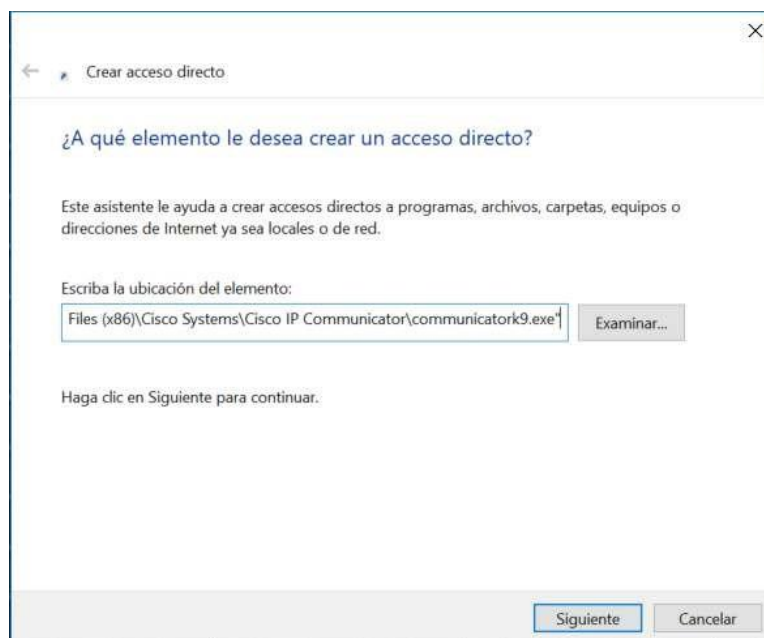 Crear acceso directo
¿A qué elemento le desea crear un acceso directo?
Este asistente le ayuda a crear accesos directos a programas, archivos, carpetas, equipos o
direcciones de Internet ya sea locales o de red.
Escriba la ubicación del elemento:
Files (x86)\Cisco Systems\Cisco IP Communicator\communicatork9.exe"
Examinar...
Haga clic en Siguiente para continuar.
Siguiente Cancelar